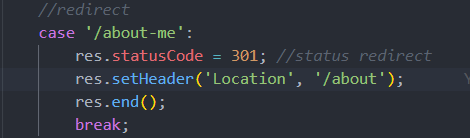 //redirect
case '/about-me':
res.statusCode = 301; //status redirect
res.setHeader('Location', '/about');
res.end();
break;